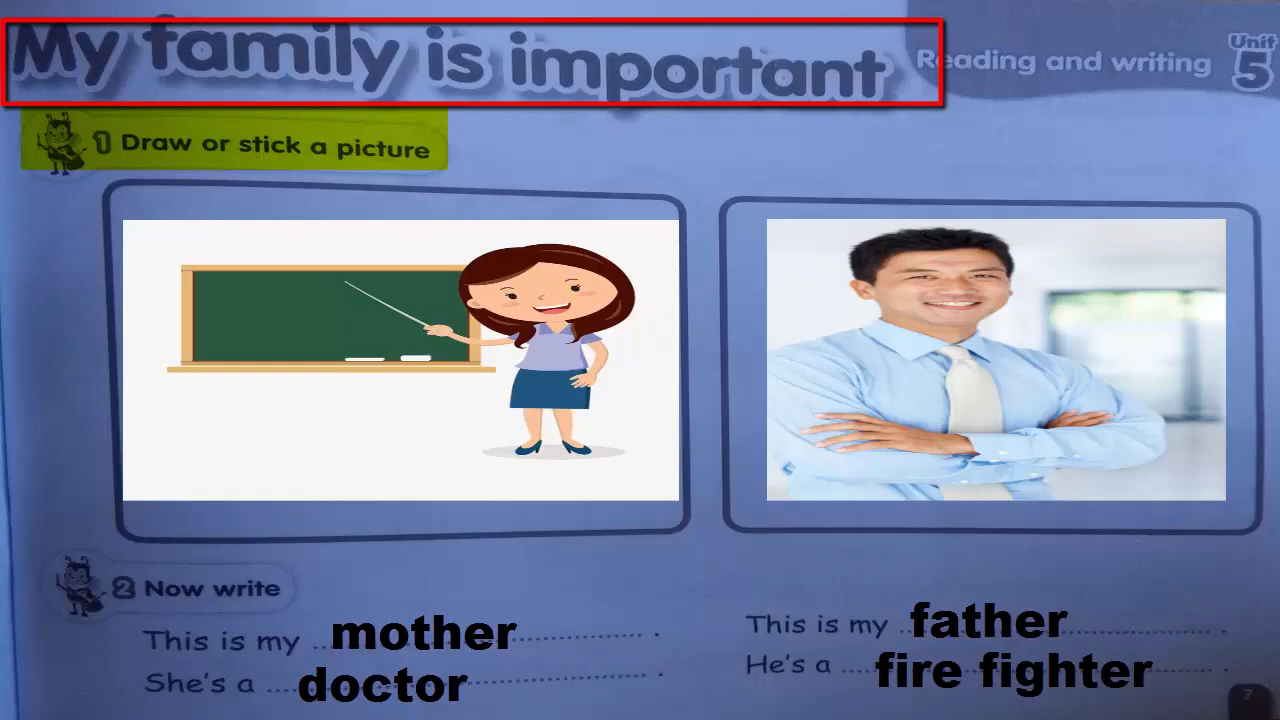 My family is important
Reading and writing
Unit 5
1 Draw or stick a picture
2 Now write
This is my mother.
She's a doctor.
This is my father.
He's a fire fighter.
7